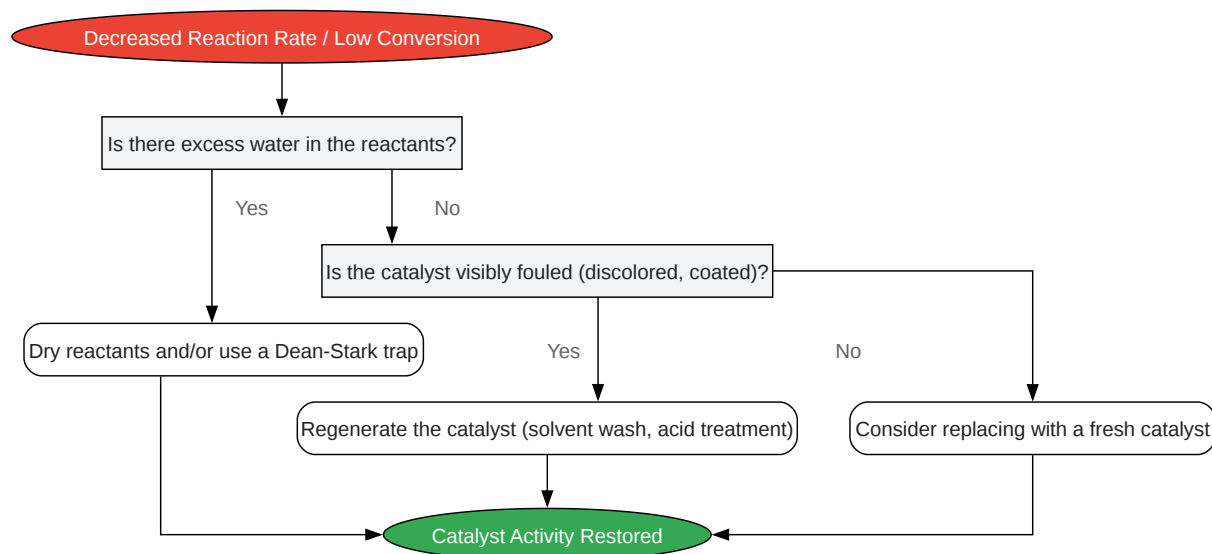 Decreased Reaction Rate / Low Conversion
Is there excess water in the reactants?
Yes
No
Is the catalyst visibly fouled (discolored, coated)?
Dry reactants and/or use a Dean-Stark trap
Yes
No
Regenerate the catalyst (solvent wash, acid treatment)
Consider replacing with a fresh catalyst
Catalyst Activity Restored